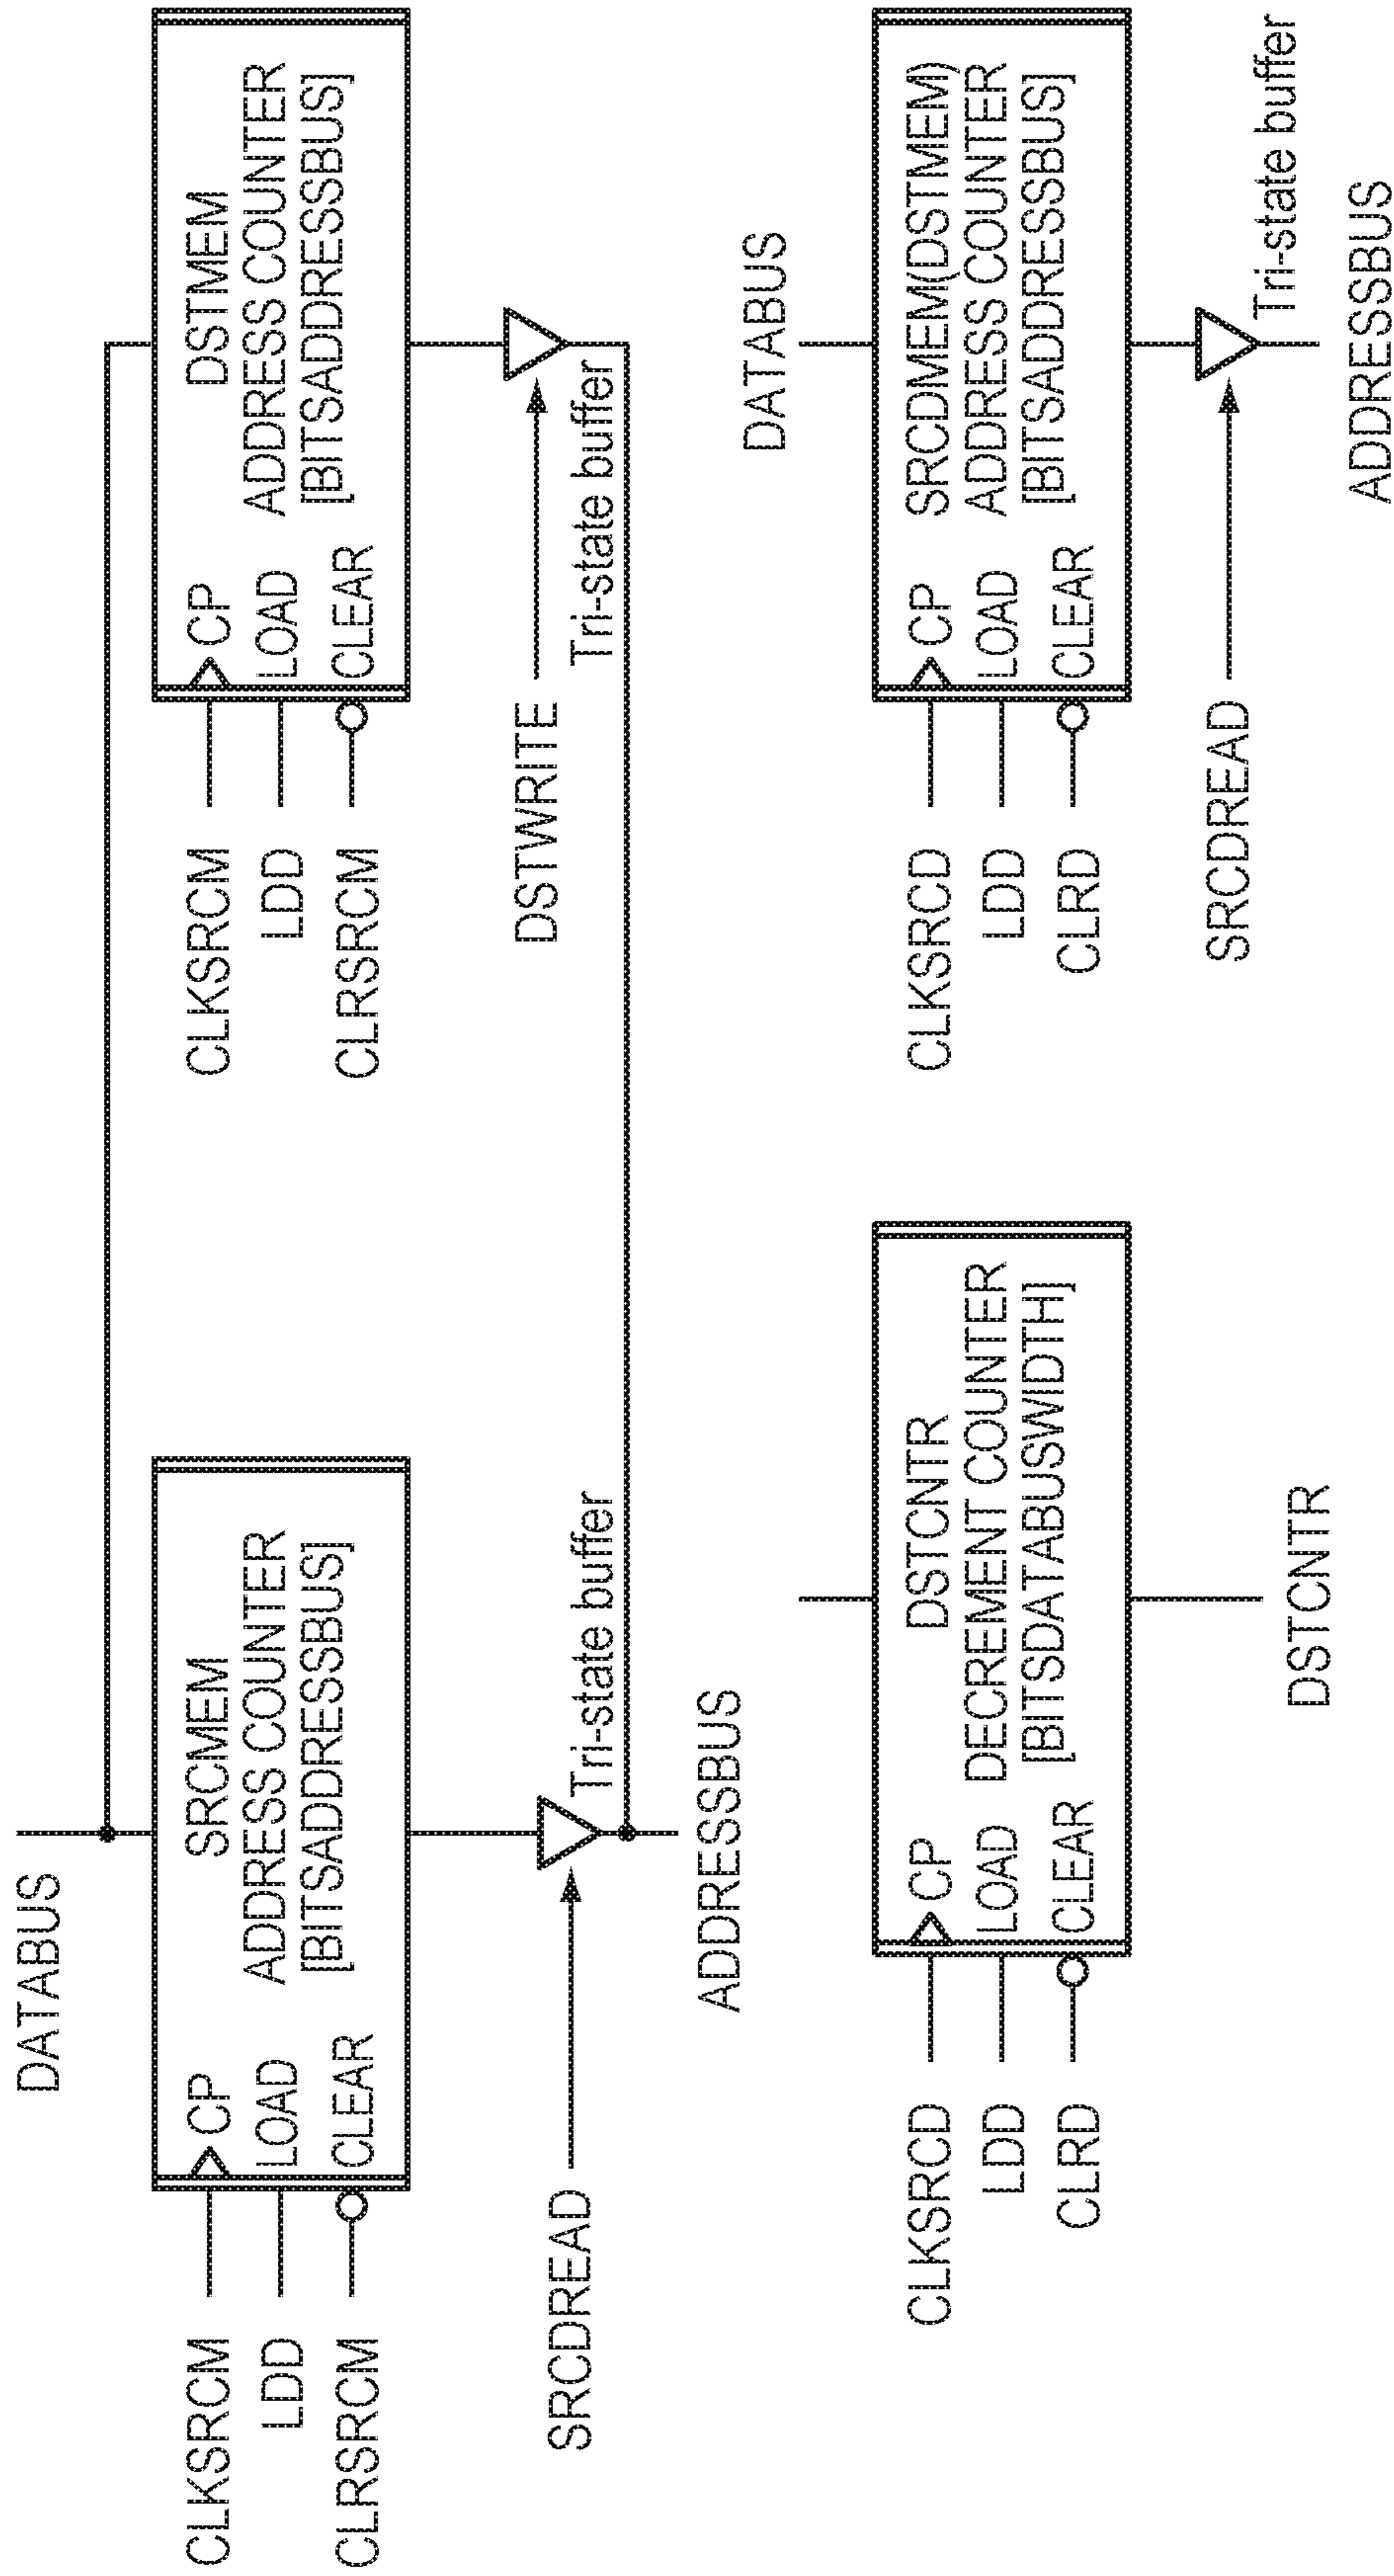 DATABUS
CLKSRCM
LDD
CLRSRCM
CP
LOAD
CLEAR
SRCMEM
ADDRESS COUNTER
[BITSADDRESSBUS]
SRCDREAD
Tri-state buffer
ADDRESSBUS
CLKSRCM
LDD
CLRSRCM
CP
LOAD
CLEAR
DSTMEM
ADDRESS COUNTER
[BITSADDRESSBUS]
DSTWRITE
Tri-state buffer
CLKSRCD
LDD
CLRD
CP
LOAD
CLEAR
DSTCNTR
DECREMENT COUNTER
[BITSDATABUSWIDTH]
DSTCNTR
DATABUS
CLKSRCD
LDD
CLRD
CP
LOAD
CLEAR
SRCDMEM(DSTMEM)
ADDRESS COUNTER
[BITSADDRESSBUS]
SRCDREAD
Tri-state buffer
ADDRESSBUS